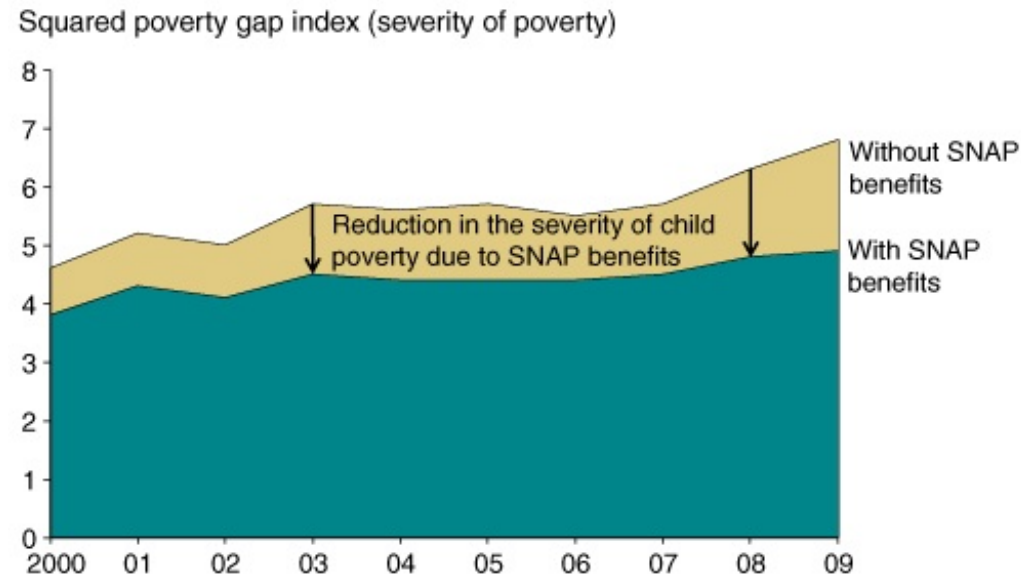 Squared poverty gap index (severity of poverty)
8
7
6
5
4
3
2
1
0
Without SNAP
benefits
Reduction in the severity of child
poverty due to SNAP benefits
With SNAP
benefits
2000 01 02 03 04 05 06 07 08 09